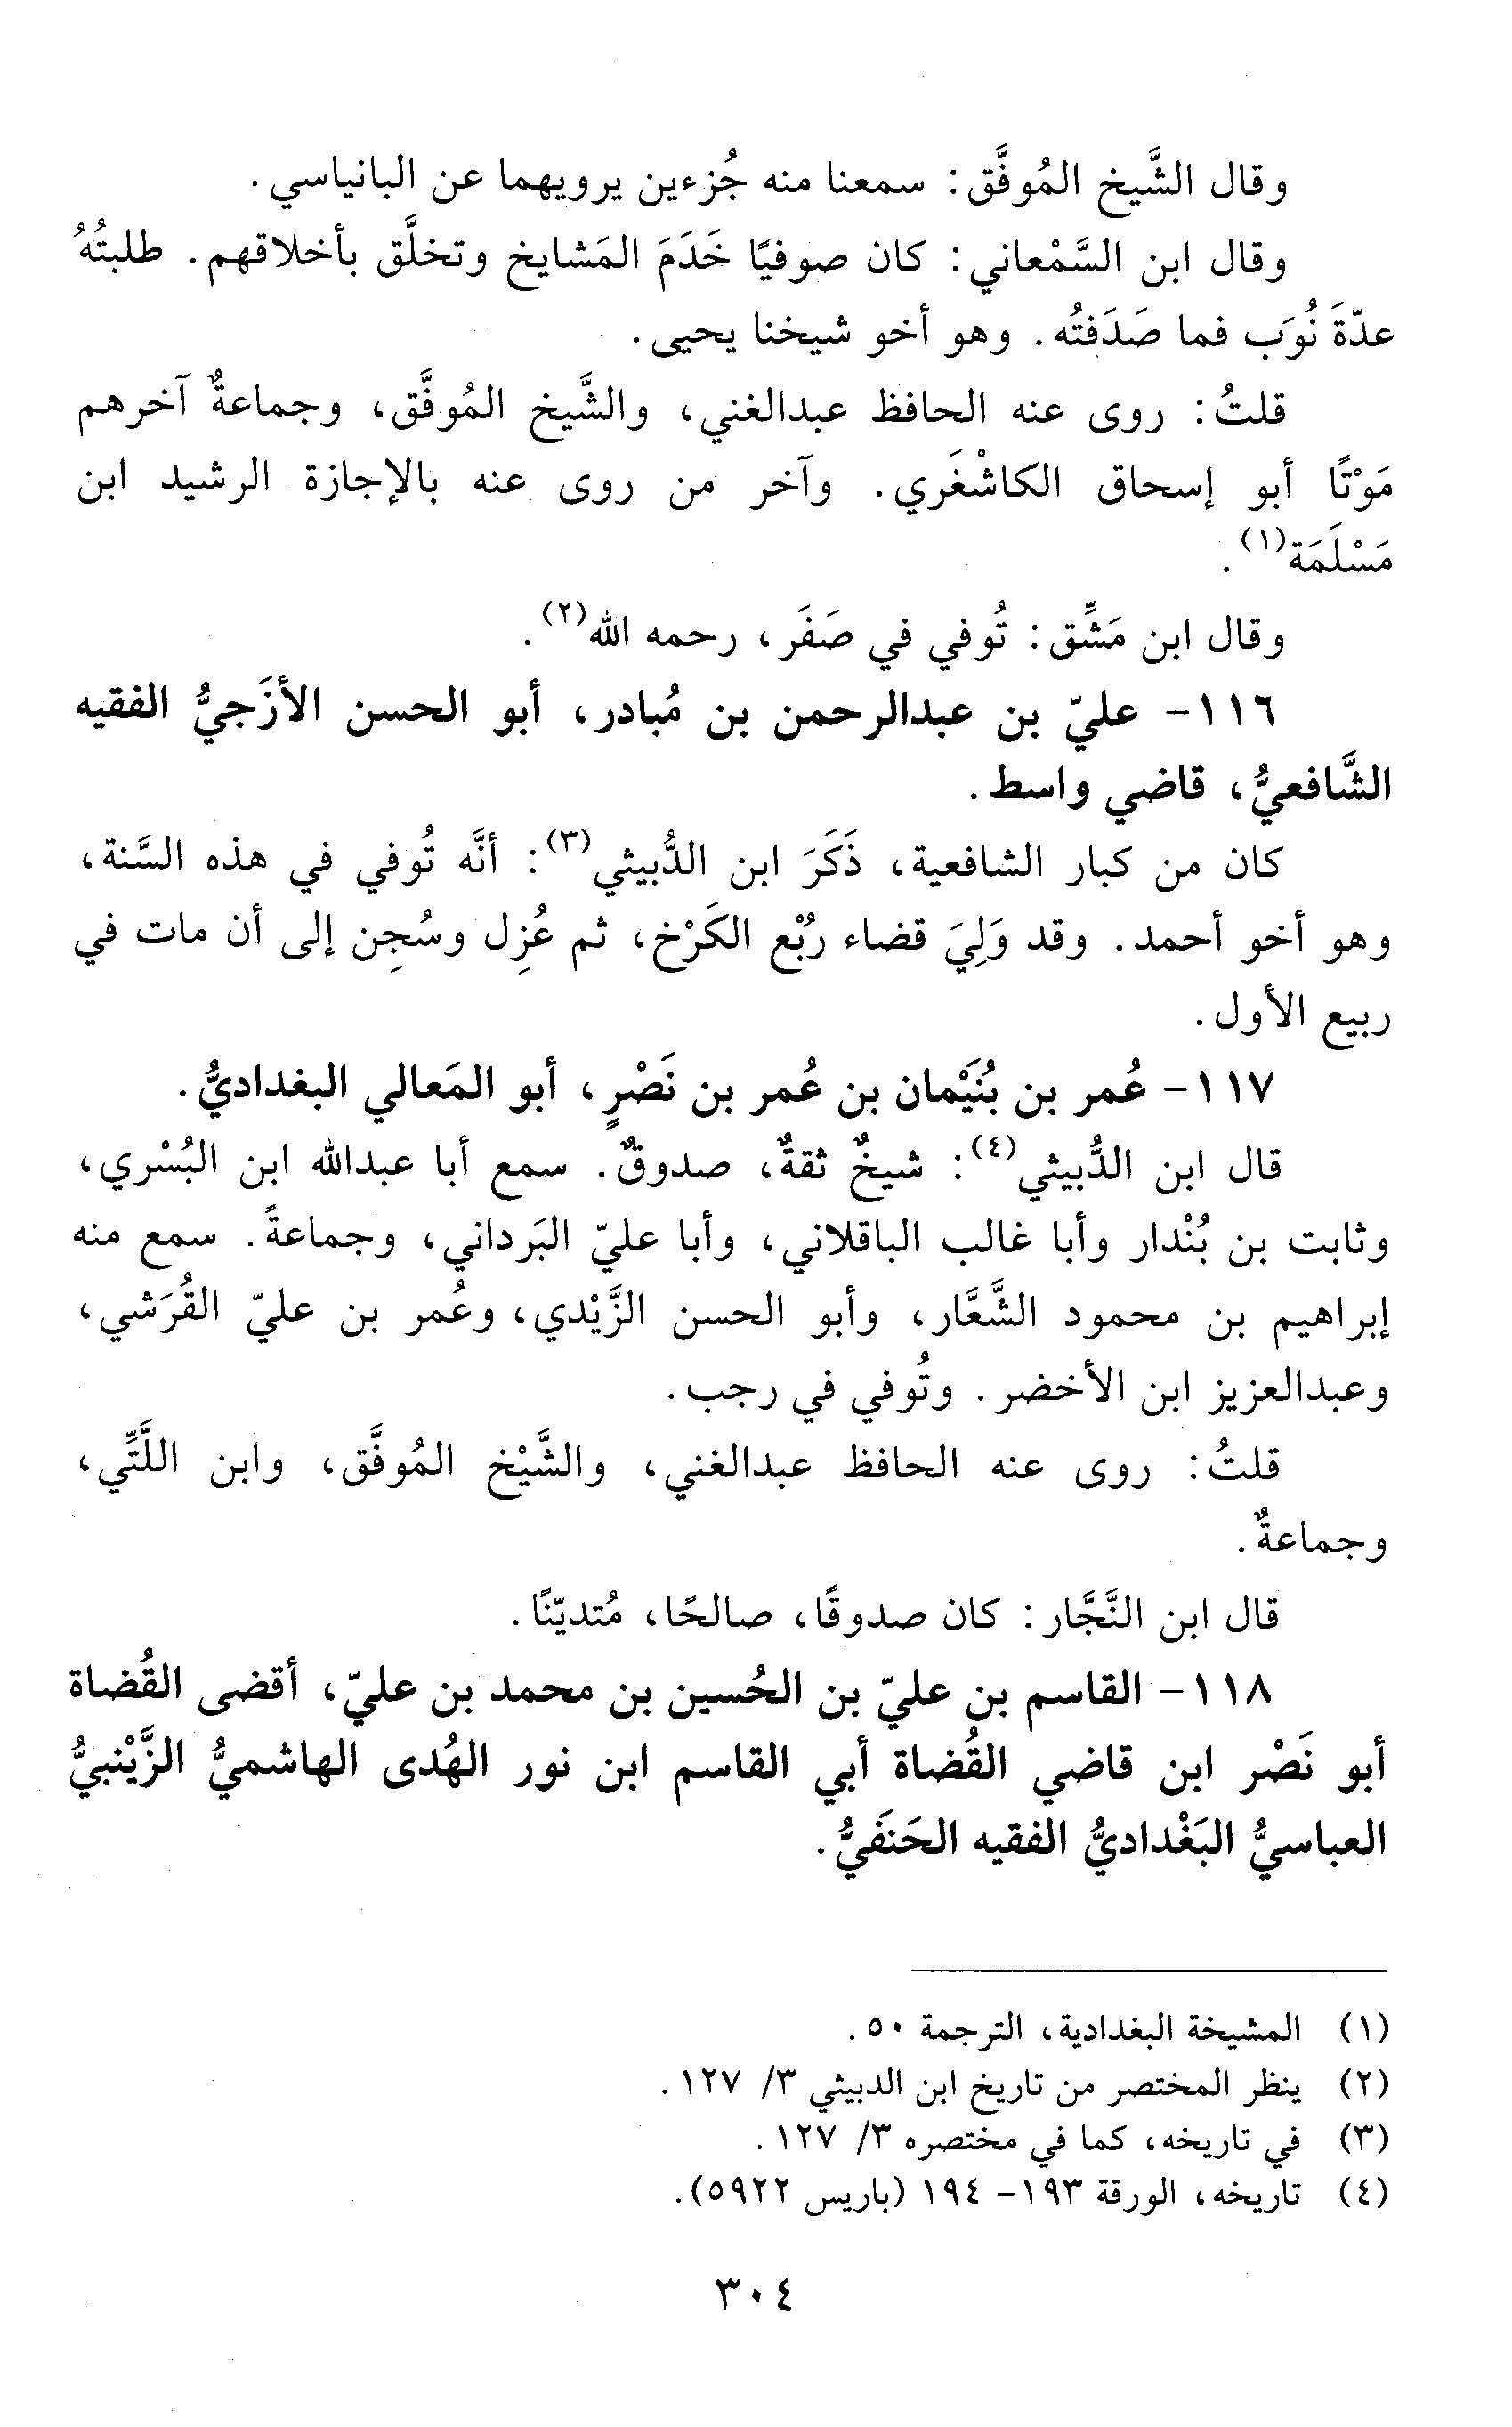 وقال الشَّيخ المُوفَّق: سمعنا منه جُزءين يرويهما عن البانياسي.
وقال ابن السَّمْعاني: كان صوفيًا خَدَمَ المَشايخ وتخلَّق بأخلاقهم. طلبتُهُ
عدّةَ نُوَب فما صَدَفتُه. وهو أخو شيخنا يحيى.
قلتُ: روى عنه الحافظ عبدالغني، والشَّيخ المُوفَّق، وجماعةٌ آخرهم
مَوْتًا أبو إسحاق الكاشْغَري. وآخر من روى عنه بالإجازة الرشيد ابن
مَسْلَمَة(١).
وقال ابن مَشِّق: تُوفي في صَفَر، رحمه الله(٢).
١١٦- عليّ بن عبدالرحمن بن مُبادر، أبو الحسن الأزَجيُّ الفقيه
الشَّافعيُّ، قاضي واسط.
كان من كبار الشافعية، ذَكَرَ ابن الدُّبيثي(٣): أنَّه تُوفي في هذه السَّنة،
وهو أخو أحمد. وقد وَلِيَ قضاء رُبْع الكَرْخ، ثم عُزِل وسُجِن إلى أن مات في
ربيع الأول.
١١٧- عُمر بن بُنَيْمان بن عُمر بن نَصْرٍ، أبو المَعالي البغداديُّ.
قال ابن الدُّبيثي(٤): شيخٌ ثقةٌ، صدوقٌ. سمع أبا عبدالله ابن البُسْري،
وثابت بن بُنْدار وأبا غالب الباقلاني، وأبا عليّ البَرداني، وجماعةً. سمع منه
إبراهيم بن محمود الشَّعَّار، وأبو الحسن الزَّيْدي، وعُمر بن عليّ القُرَشي،
وعبدالعزيز ابن الأخضر. وتُوفي في رجب.
قلتُ: روى عنه الحافظ عبدالغني، والشَّيْخ المُوفَّق، وابن اللَّتِّي،
وجماعةٌ.
قال ابن النَّجَّار: كان صدوقًا، صالحًا، مُتديّنًا.
١١٨- القاسم بن عليّ بن الحُسين بن محمد بن عليّ، أقضى القُضاة
أبو نَصْر ابن قاضي القُضاة أبي القاسم ابن نور الهُدى الهاشميُّ الزَّيْنبيُّ
العباسيُّ البَغْداديُّ الفقيه الحَنَفيُّ.
(١) المشيخة البغدادية، الترجمة ٥٠.
(٢) ينظر المختصر من تاريخ ابن الدبيثي ٣/ ١٢٧.
(٣) في تاريخه، كما في مختصره ٣/ ١٢٧.
(٤) تاريخه، الورقة ١٩٣- ١٩٤ (باريس ٥٩٢٢).
٣٠٤